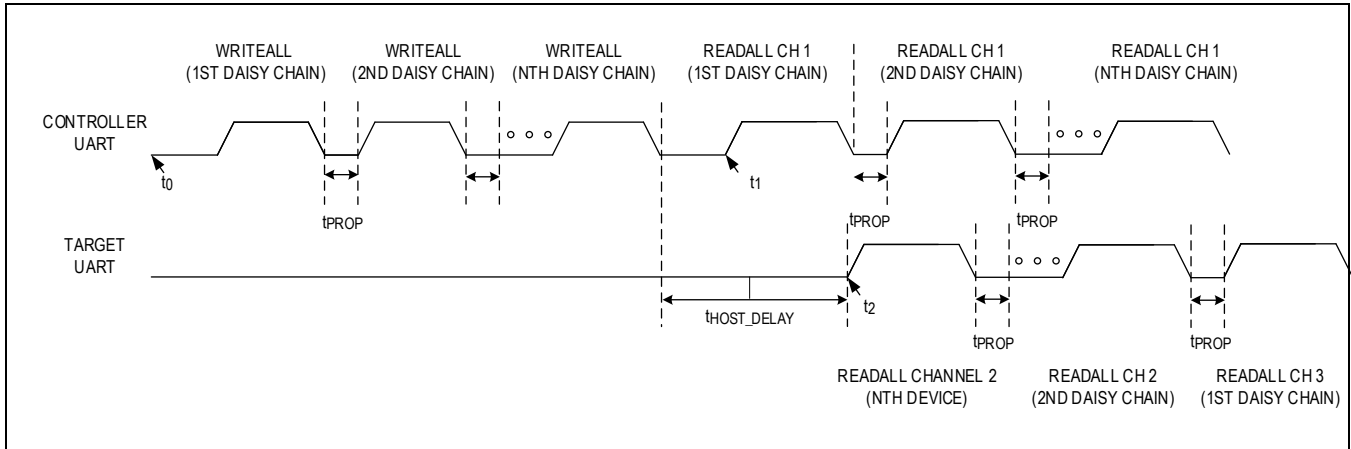 WRITEALL
(1ST DAISY CHAIN)
WRITEALL
(2ND DAISY CHAIN)
WRITEALL
(NTH DAISY CHAIN)
READALL CH 1
(1ST DAISY CHAIN)
READALL CH 1
(2ND DAISY CHAIN)
READALL CH 1
(NTH DAISY CHAIN)
CONTROLLER
UART
t0
t1
tPROP
tPROP
tPROP
TARGET
UART
t2
tHOST_DELAY
tPROP
tPROP
READALL CHANNEL 2
(NTH DEVICE)
READALL CH 2
(2ND DAISY CHAIN)
READALL CH 3
(1ST DAISY CHAIN)